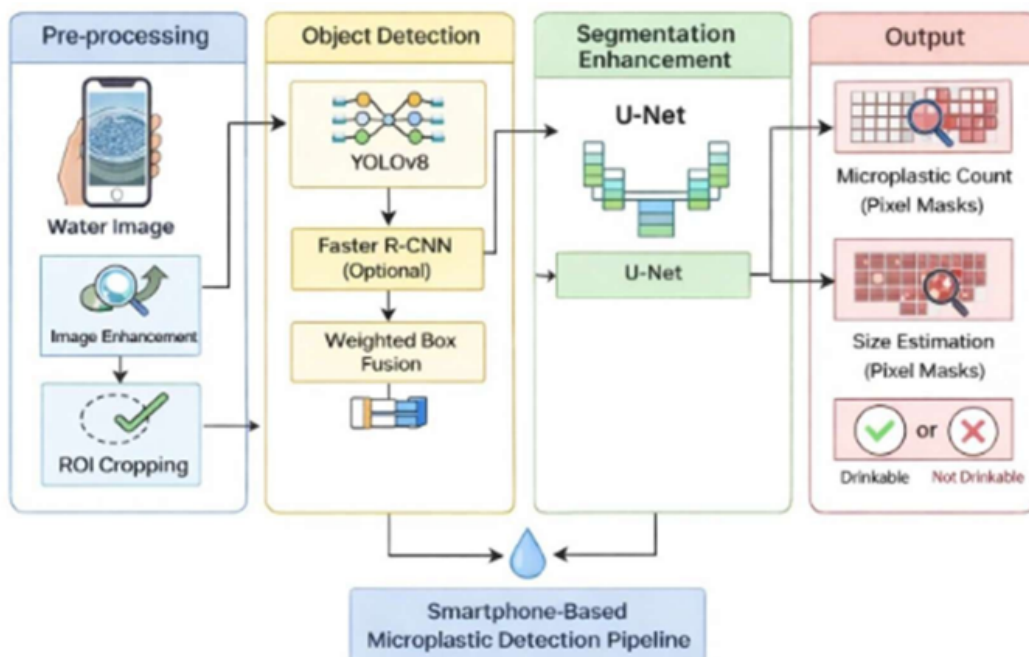 Pre-processing
Water Image
Image Enhancement
ROI Cropping
Object Detection
YOLOv8
Faster R-CNN
(Optional)
Weighted Box
Fusion
Segmentation
Enhancement
U-Net
U-Net
Output
Microplastic Count
(Pixel Masks)
Size Estimation
(Pixel Masks)
or
Drinkable
Not Drinkable
Smartphone-Based
Microplastic Detection Pipeline